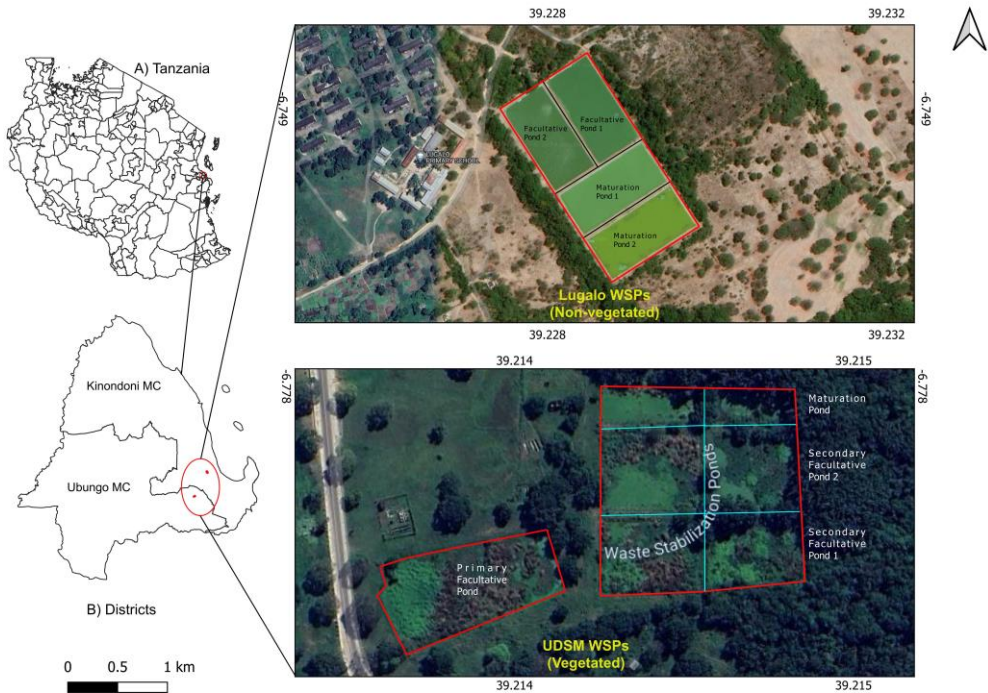 A) Tanzania
Kinondoni MC
Ubungo MC
B) Districts
0 0.5 1 km
39.228 39.232
-6.749 -6.749
Facultative
Pond 1
Facultative
Pond 2
PRIMARY SCHOOL
Maturation
Pond 1
Maturation
Pond 2
Lugalo WSPs
(Non-vegetated)
39.228 39.232
39.214 39.215
-6.778 -6.778
Maturation
Pond
Secondary
Facultative
Pond 2
Waste Stabilization Ponds
Secondary
Facultative
Pond 1
Primary
Facultative
Pond
UDSM WSPs
(Vegetated)
39.214 39.215